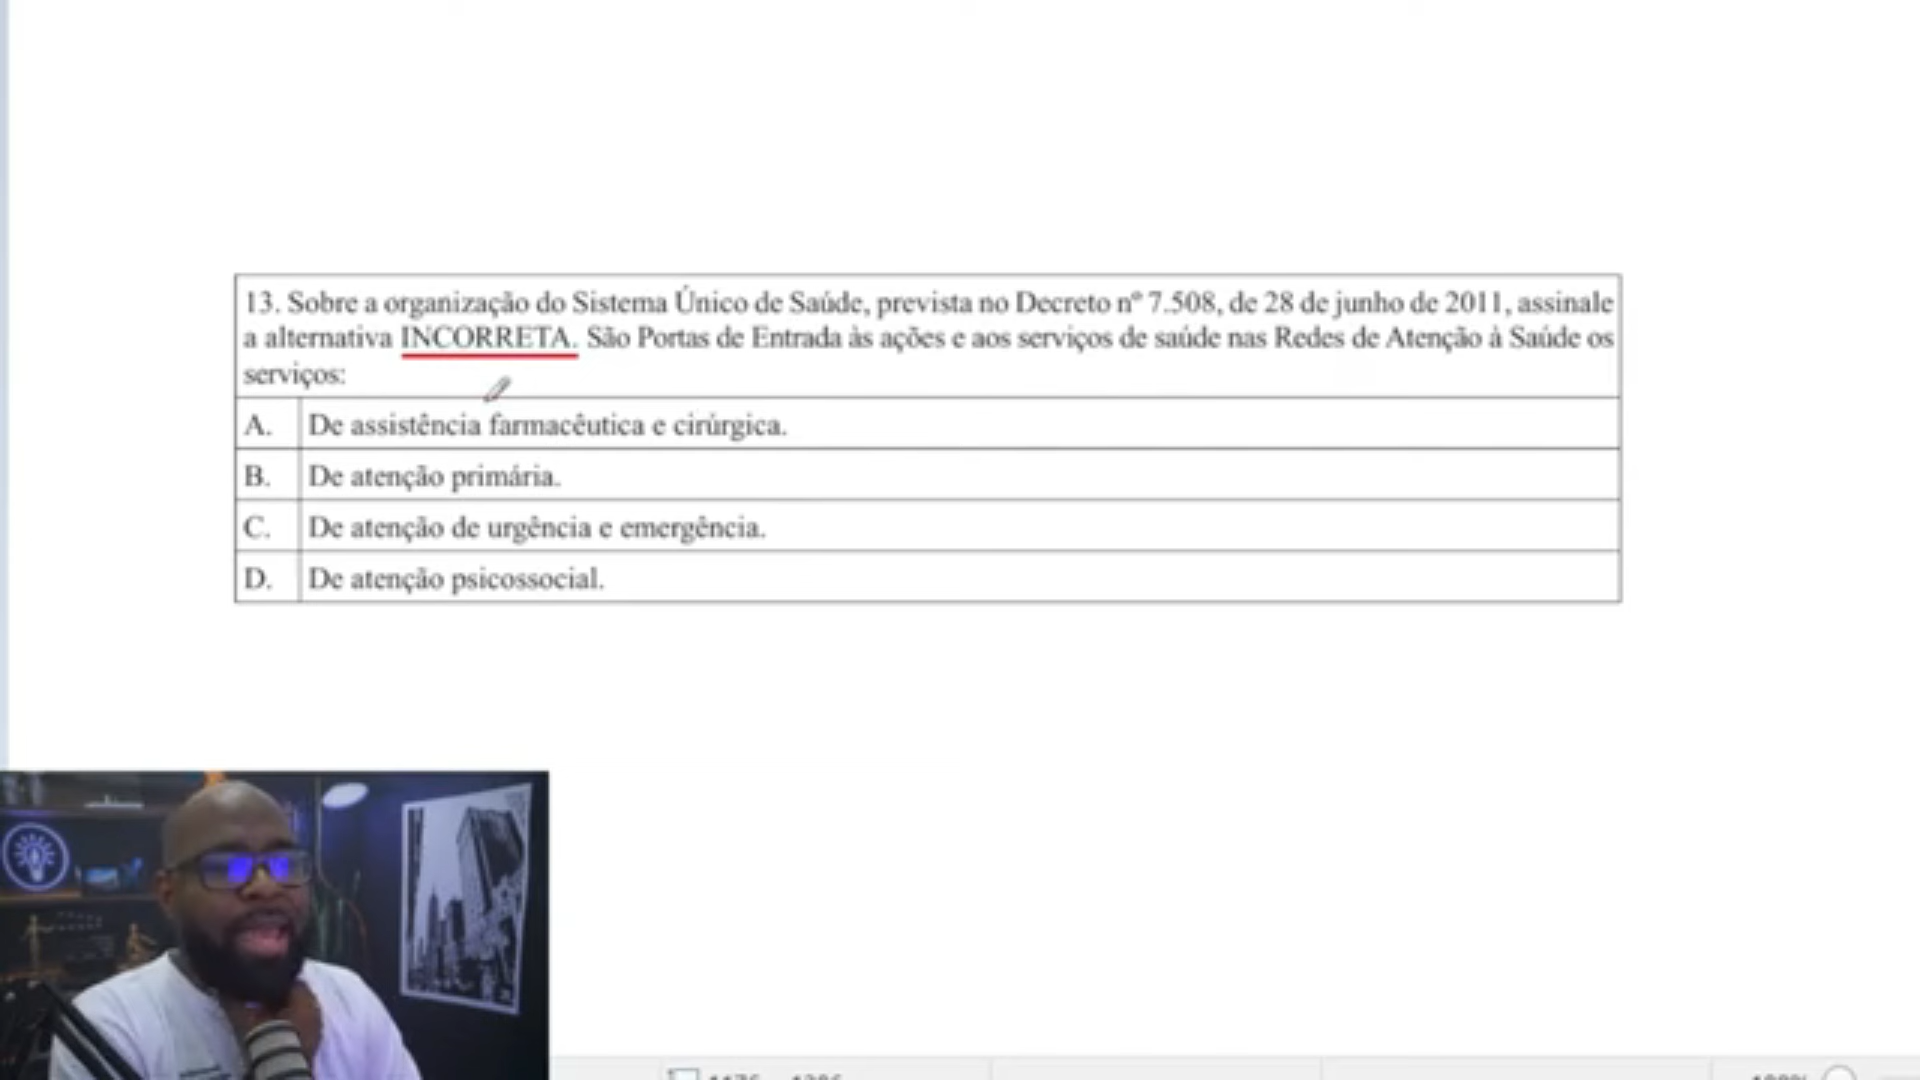 13. Sobre a organização do Sistema Único de Saúde, prevista no Decreto nº 7.508, de 28 de junho de 2011, assinale
a alternativa INCORRETA. São Portas de Entrada às ações e aos serviços de saúde nas Redes de Atenção à Saúde os
serviços:
A. De assistência farmacêutica e cirúrgica.
B. De atenção primária.
C. De atenção de urgência e emergência.
D. De atenção psicossocial.